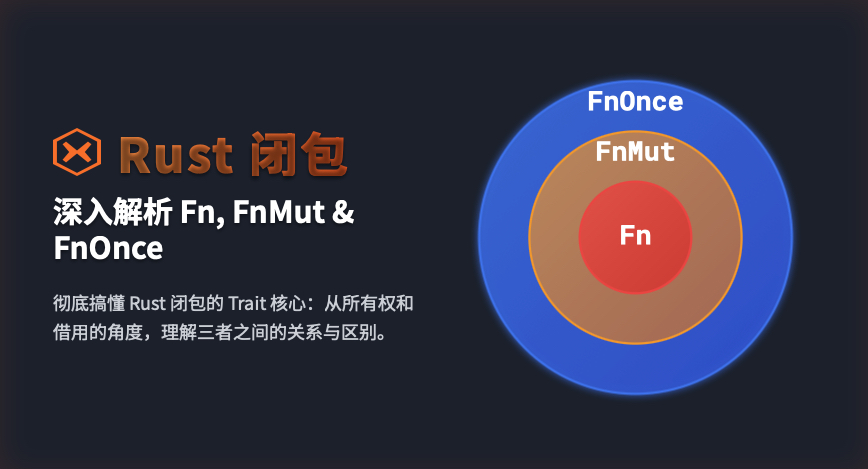 Rust 闭包
深入解析 Fn, FnMut &
FnOnce
彻底搞懂 Rust 闭包的 Trait 核心：从所有权和
借用的角度，理解三者之间的关系与区别。
FnOnce
FnMut
Fn